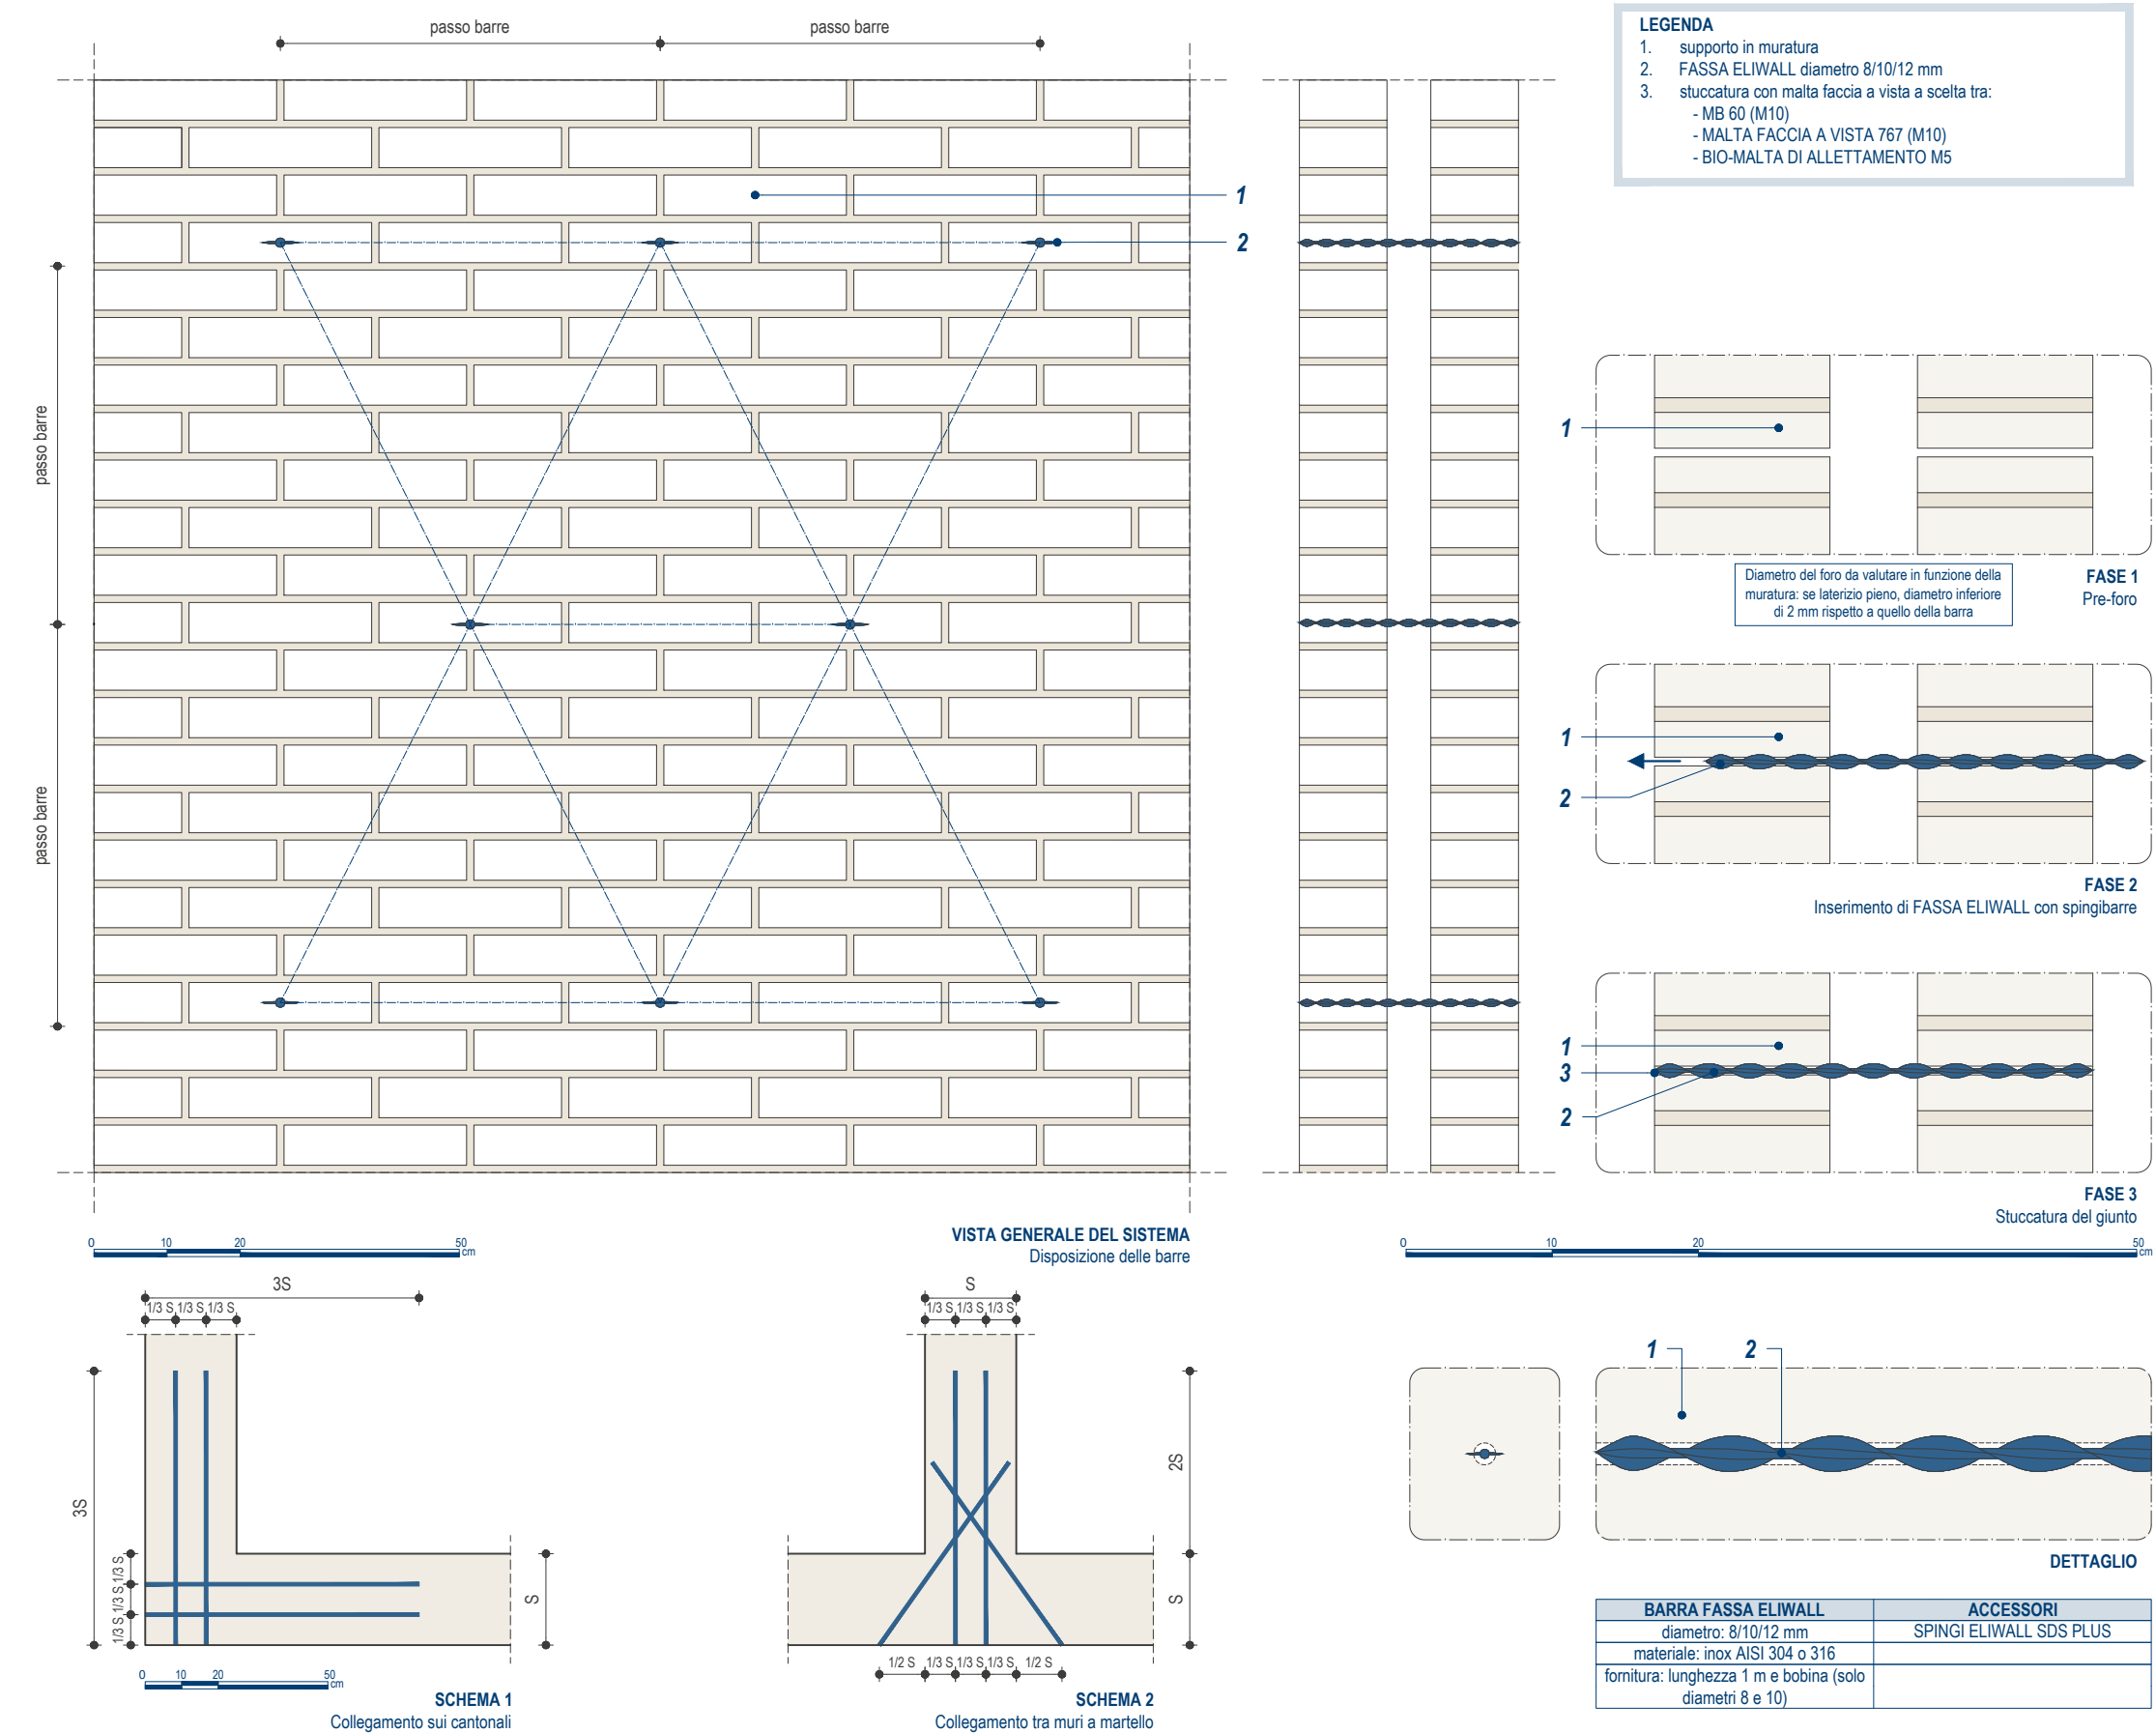 passo barre
passo barre
LEGENDA
1. supporto in muratura
2. FASSA ELIWALL diametro 8/10/12 mm
3. stuccatura con malta faccia a vista a scelta tra:
- MB 60 (M10)
- MALTA FACCIA A VISTA 767 (M10)
- BIO-MALTA DI ALLETTAMENTO M5
1
2
passo barre
passo barre
1
Diametro del foro da valutare in funzione della
muratura: se laterizio pieno, diametro inferiore
di 2 mm rispetto a quello della barra
FASE 1
Pre-foro
1
2
FASE 2
Inserimento di FASSA ELIWALL con spingibarre
1
3
2
FASE 3
Stuccatura del giunto
0 10 20 50 cm
VISTA GENERALE DEL SISTEMA
Disposizione delle barre
0 10 20 50 cm
3S
1/3 S 1/3 S 1/3 S
3S
1/3 S 1/3 S 1/3 S
S
0 10 20 50 cm
SCHEMA 1
Collegamento sui cantonali
S
1/3 S 1/3 S 1/3 S
2S
S
1/2 S 1/3 S 1/3 S 1/3 S 1/2 S
SCHEMA 2
Collegamento tra muri a martello
1 2
DETTAGLIO
BARRA FASSA ELIWALL ACCESSORI
diametro: 8/10/12 mm SPINGI ELIWALL SDS PLUS
materiale: inox AISI 304 o 316
fornitura: lunghezza 1 m e bobina (solo
diametri 8 e 10)